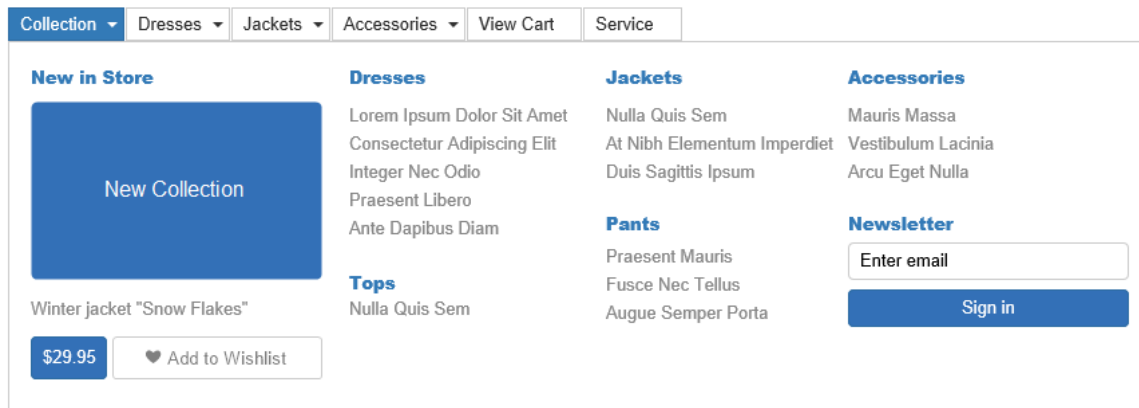 Collection
Dresses
Jackets
Accessories
View Cart
Service
New in Store
New Collection
Winter jacket "Snow Flakes"
$29.95
Add to Wishlist
Dresses
Lorem Ipsum Dolor Sit Amet
Consectetur Adipiscing Elit
Integer Nec Odio
Praesent Libero
Ante Dapibus Diam
Tops
Nulla Quis Sem
Jackets
Nulla Quis Sem
At Nibh Elementum Imperdiet
Duis Sagittis Ipsum
Pants
Praesent Mauris
Fusce Nec Tellus
Augue Semper Porta
Accessories
Mauris Massa
Vestibulum Lacinia
Arcu Eget Nulla
Newsletter
Enter email
Sign in